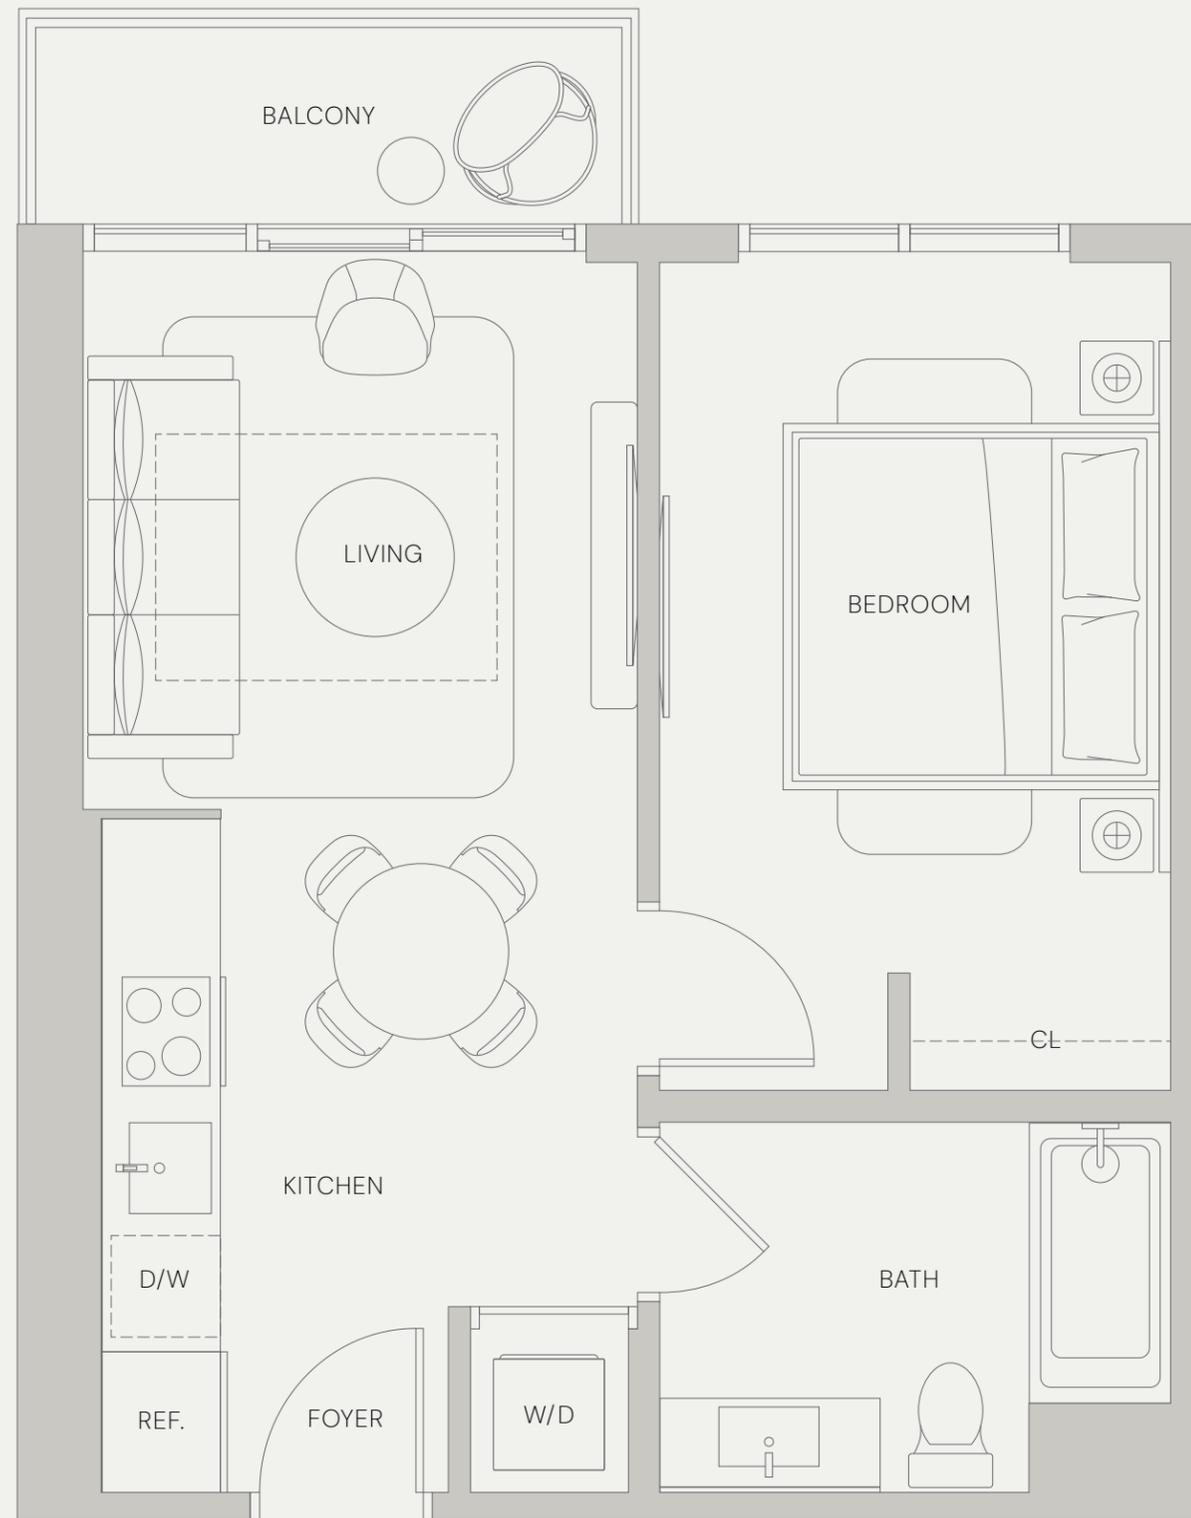 BALCONY
LIVING
BEDROOM
CL
KITCHEN
D/W
BATH
REF.
FOYER
W/D